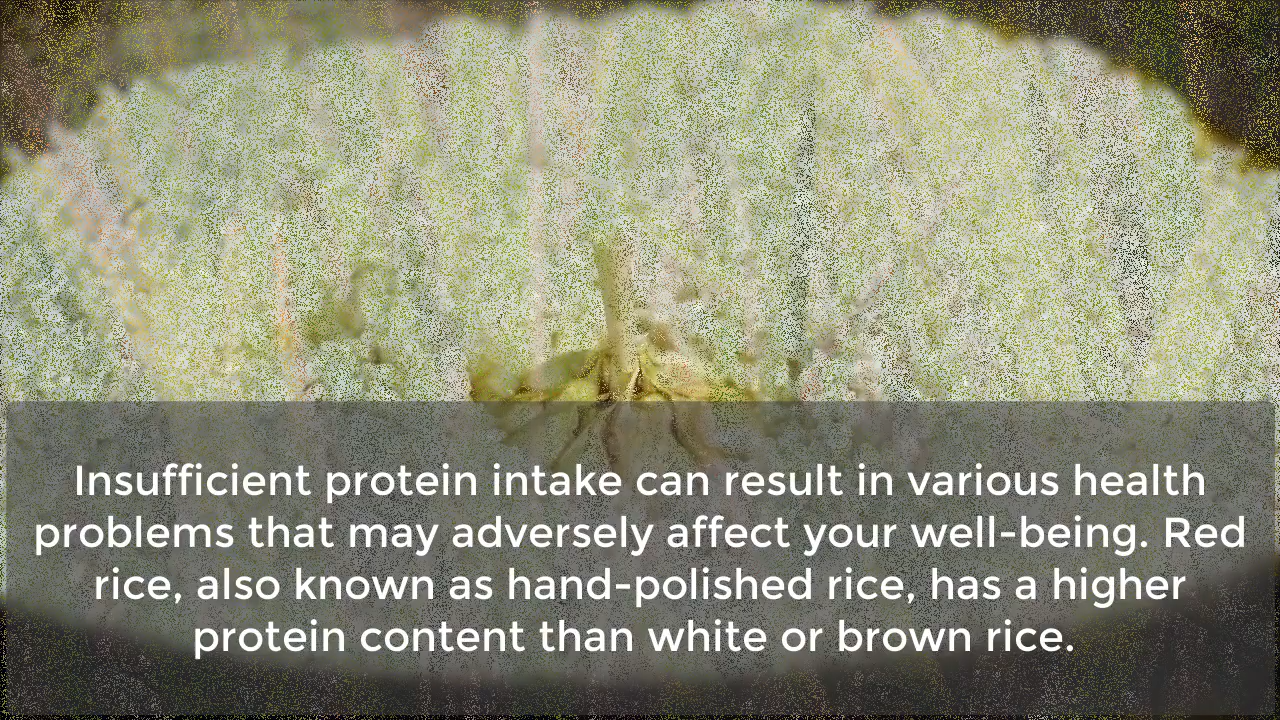 Insufficient protein intake can result in various health
problems that may adversely affect your well-being. Red
rice, also known as hand-polished rice, has a higher
protein content than white or brown rice.